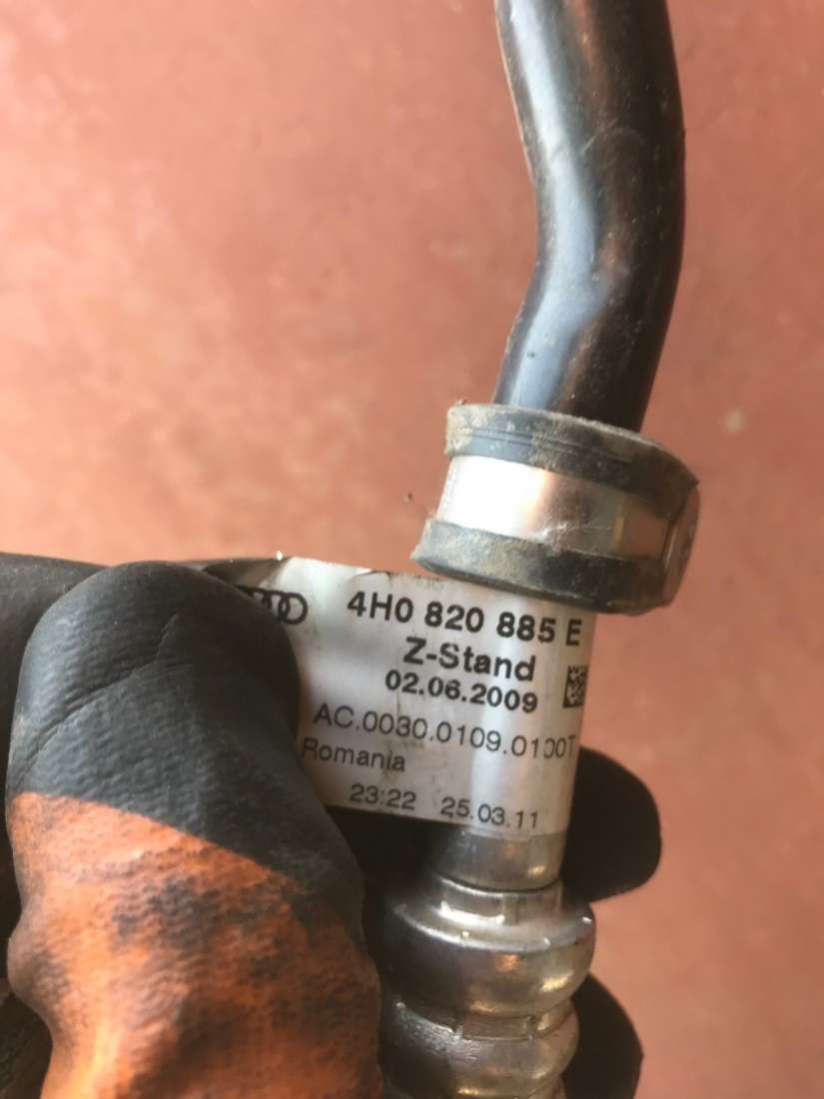 4H0 820 885 E
Z-Stand
02.06.2009
AC.0030.0109.0100T
Romania
23:22 25.03.11